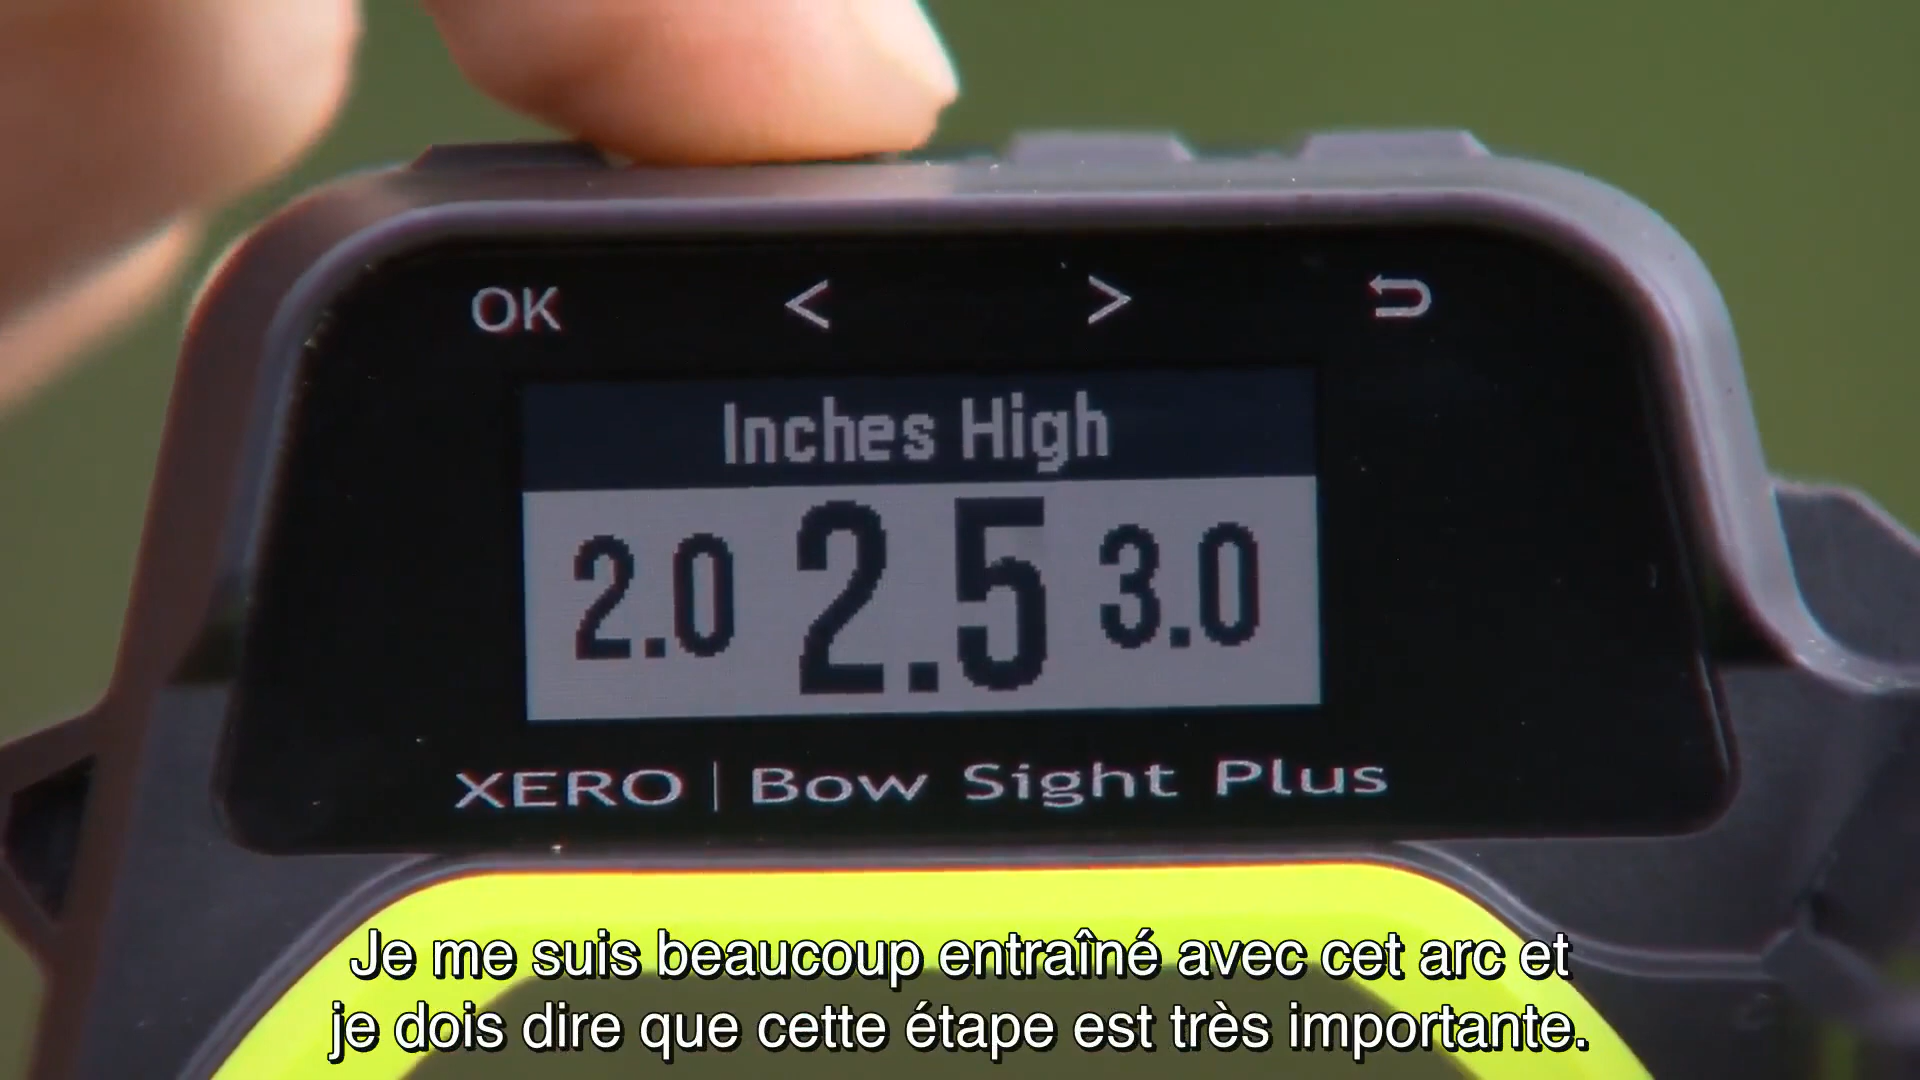 OK < >
Inches High
2.0 2.5 3.0
XERO | Bow Sight Plus
Je me suis beaucoup entraîné avec cet arc et
je dois dire que cette étape est très importante.